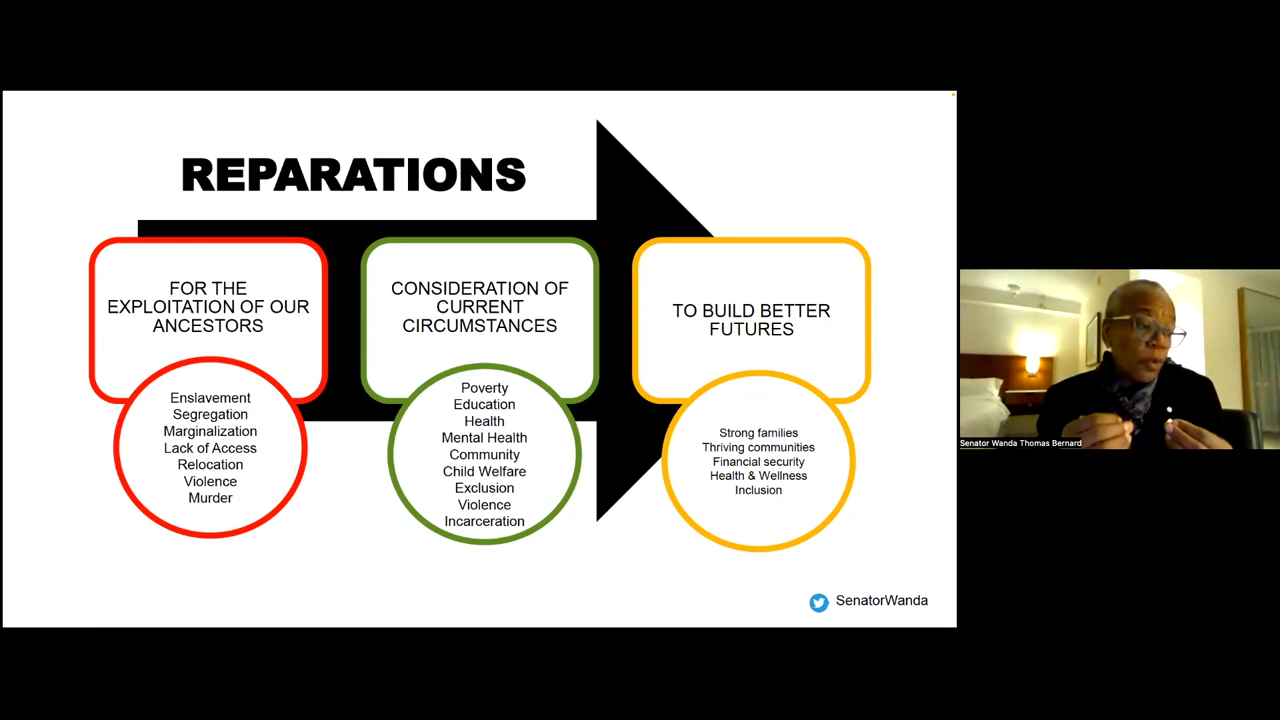 REPARATIONS
FOR THE
EXPLOITATION OF OUR
ANCESTORS
Enslavement
Segregation
Marginalization
Lack of Access
Relocation
Violence
Murder
CONSIDERATION OF
CURRENT
CIRCUMSTANCES
Poverty
Education
Health
Mental Health
Community
Child Welfare
Exclusion
Violence
Incarceration
TO BUILD BETTER
FUTURES
Strong families
Thriving communities
Financial security
Health & Wellness
Inclusion
SenatorWanda
Senator Wanda Thomas Bernard